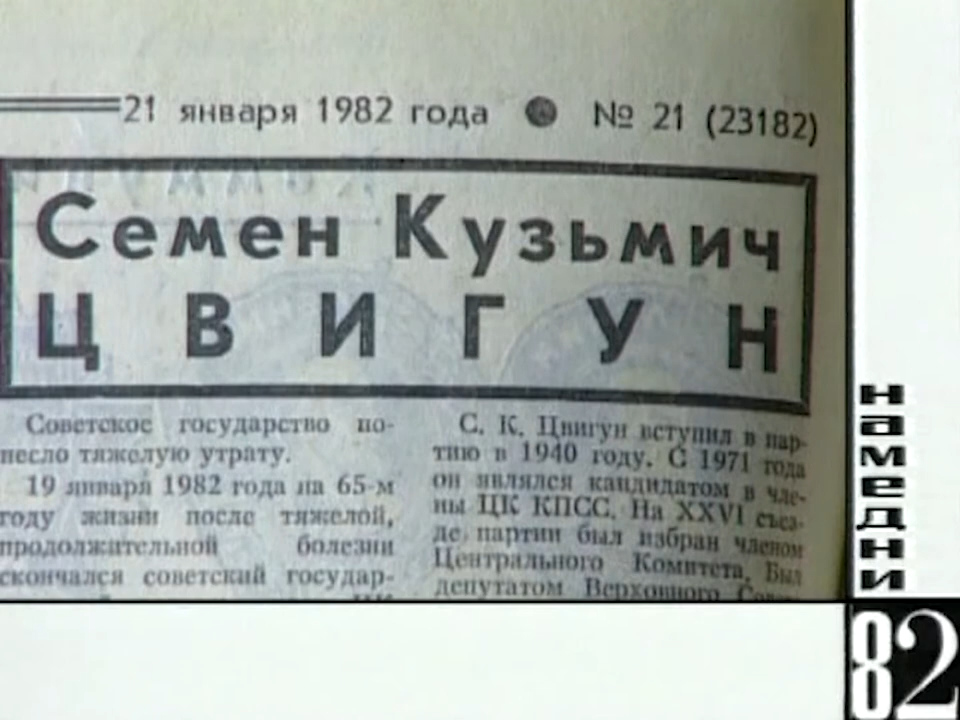 21 января 1982 года ● № 21 (23182)
Семен Кузьмич
ЦВИГУН
Советское государство по-
несло тяжелую утрату.
19 января 1982 года на 65-м
году жизни после тяжелой,
продолжительной болезни
скончался советский государ-
С. К. Цвигун вступил в пар-
тию в 1940 году. С 1971 года
он являлся кандидатом в чле-
ны ЦК КПСС. На XXVI съез-
де партии был избран членом
Центрального Комитета. Был
депутатом Верховного
намедни
82